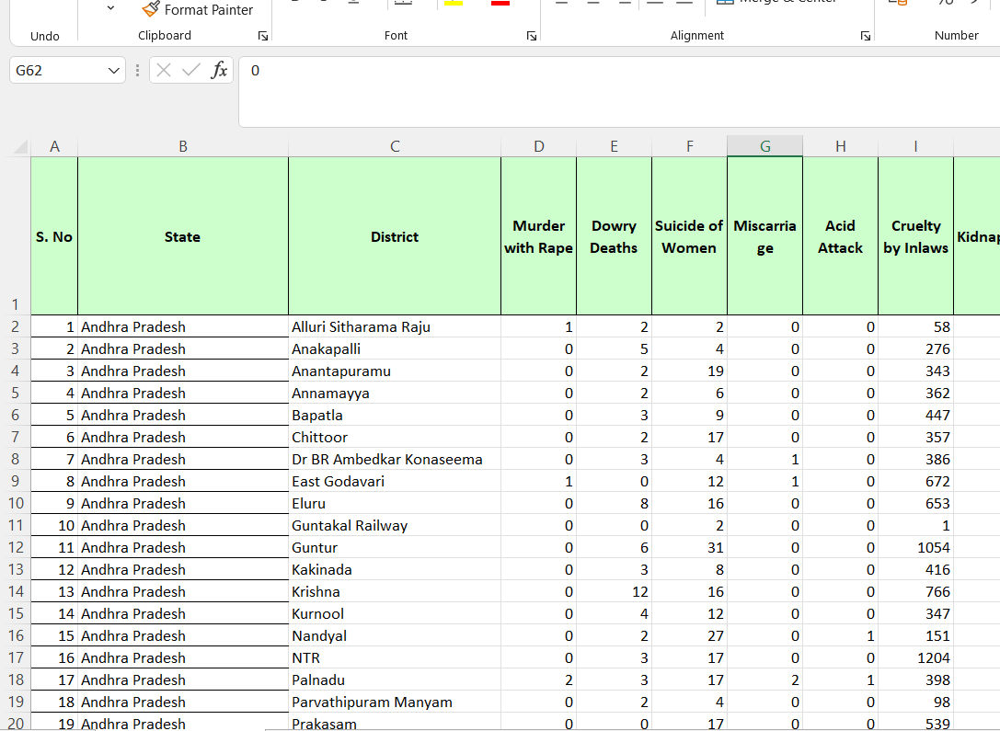 Format Painter
Undo Clipboard Font Alignment Number
G62 fx 0
A B C D E F G H I
1 S. No State District Murder with Rape Dowry Deaths Suicide of Women Miscarria ge Acid Attack Cruelty by Inlaws Kidnap
2 1 Andhra Pradesh Alluri Sitharama Raju 1 2 2 0 0 58
3 2 Andhra Pradesh Anakapalli 0 5 4 0 0 276
4 3 Andhra Pradesh Anantapuramu 0 2 19 0 0 343
5 4 Andhra Pradesh Annamayya 0 2 6 0 0 362
6 5 Andhra Pradesh Bapatla 0 3 9 0 0 447
7 6 Andhra Pradesh Chittoor 0 2 17 0 0 357
8 7 Andhra Pradesh Dr BR Ambedkar Konaseema 0 3 4 1 0 386
9 8 Andhra Pradesh East Godavari 1 0 12 1 0 672
10 9 Andhra Pradesh Eluru 0 8 16 0 0 653
11 10 Andhra Pradesh Guntakal Railway 0 0 2 0 0 1
12 11 Andhra Pradesh Guntur 0 6 31 0 0 1054
13 12 Andhra Pradesh Kakinada 0 3 8 0 0 416
14 13 Andhra Pradesh Krishna 0 12 16 0 0 766
15 14 Andhra Pradesh Kurnool 0 4 12 0 0 347
16 15 Andhra Pradesh Nandyal 0 2 27 0 1 151
17 16 Andhra Pradesh NTR 0 3 17 0 0 1204
18 17 Andhra Pradesh Palnadu 2 3 17 2 1 398
19 18 Andhra Pradesh Parvathipuram Manyam 0 2 4 0 0 98
20 19 Andhra Pradesh Prakasam 0 0 17 0 0 539